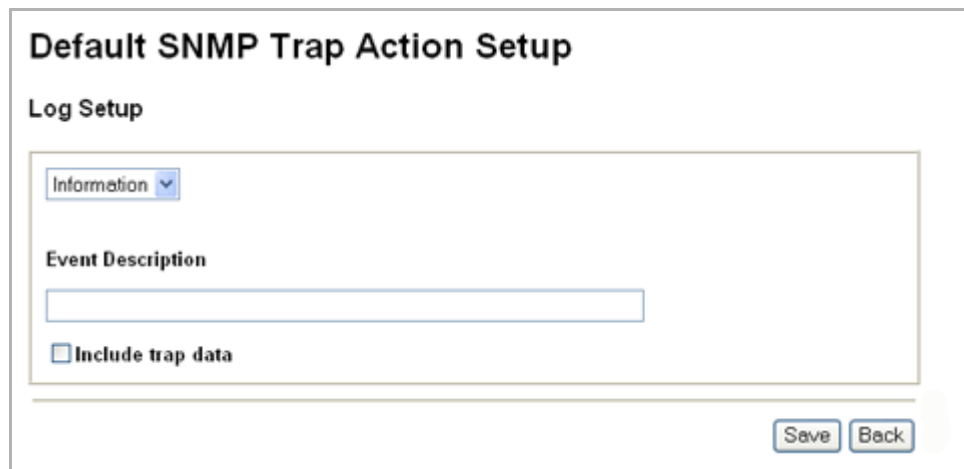 Default SNMP Trap Action Setup
Log Setup
Information
Event Description
Include trap data
Save Back